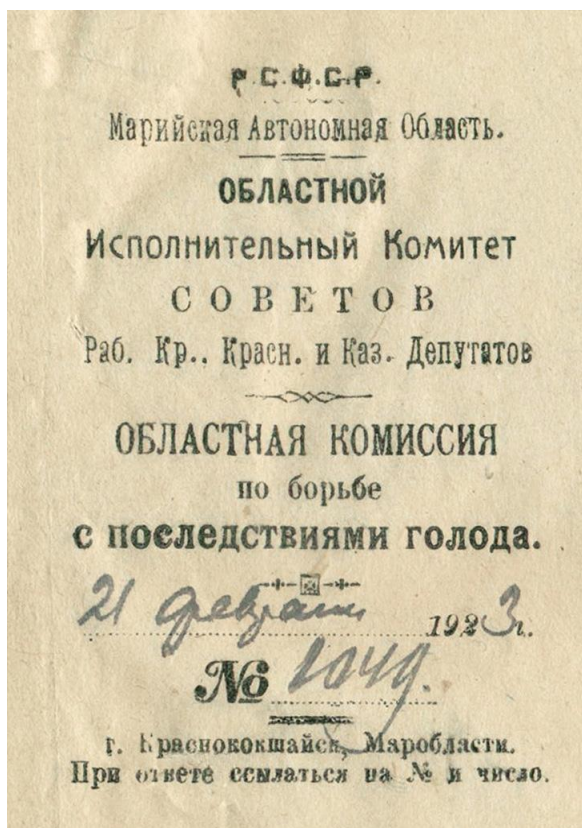 Р.С.Ф.С.Р.
Марийская Автономная Область.
ОБЛАСТНОЙ
Исполнительный Комитет
СОВЕТОВ
Раб. Кр.. Красн. и Каз. Депутатов
ОБЛАСТНАЯ КОМИССИЯ
по борьбе
с последствиями голода.
21 февраля 1923 г.
№ 1049.
г. Краснококшайск, Маробласти.
При ответе ссылаться на № и число.